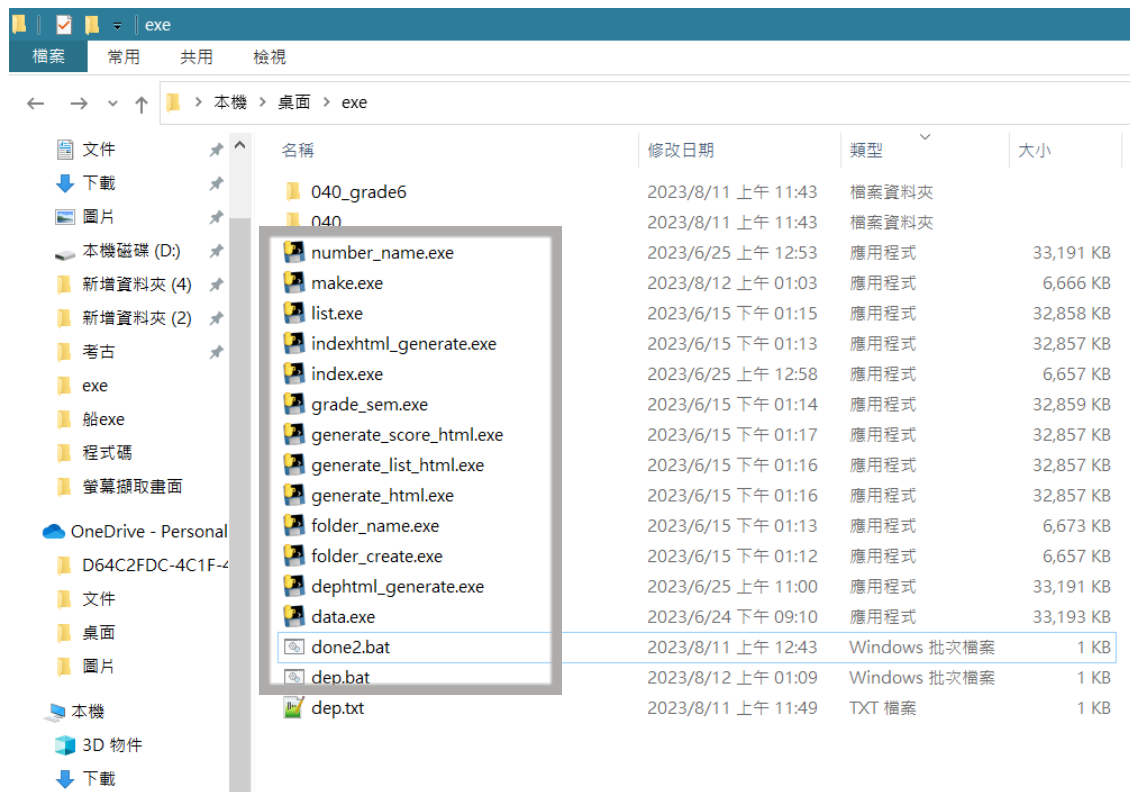 exe
檔案 常用 共用 檢視
本機 > 桌面 > exe
文件
下載
圖片
本機磁碟 (D:)
新增資料夾 (4)
新增資料夾 (2)
考古
exe
船exe
程式碼
螢幕擷取畫面
OneDrive - Personal
D64C2FDC-4C1F-4
文件
桌面
圖片
本機
3D 物件
下載
名稱 修改日期 類型 大小
040_grade6 2023/8/11 上午 11:43 檔案資料夾
040 2023/8/11 上午 11:43 檔案資料夾
number_name.exe 2023/6/25 上午 12:53 應用程式 33,191 KB
make.exe 2023/8/12 上午 01:03 應用程式 6,666 KB
list.exe 2023/6/15 下午 01:15 應用程式 32,858 KB
indexhtml_generate.exe 2023/6/15 下午 01:13 應用程式 32,857 KB
index.exe 2023/6/25 上午 12:58 應用程式 6,657 KB
grade_sem.exe 2023/6/15 下午 01:14 應用程式 32,859 KB
generate_score_html.exe 2023/6/15 下午 01:17 應用程式 32,857 KB
generate_list_html.exe 2023/6/15 下午 01:16 應用程式 32,857 KB
generate_html.exe 2023/6/15 下午 01:16 應用程式 32,857 KB
folder_name.exe 2023/6/15 下午 01:13 應用程式 6,673 KB
folder_create.exe 2023/6/15 下午 01:12 應用程式 6,657 KB
dephtml_generate.exe 2023/6/25 上午 11:00 應用程式 33,191 KB
data.exe 2023/6/24 下午 09:10 應用程式 33,193 KB
done2.bat 2023/8/11 上午 12:43 Windows 批次檔案 1 KB
dep.bat 2023/8/12 上午 01:09 Windows 批次檔案 1 KB
dep.txt 2023/8/11 上午 11:49 TXT 檔案 1 KB